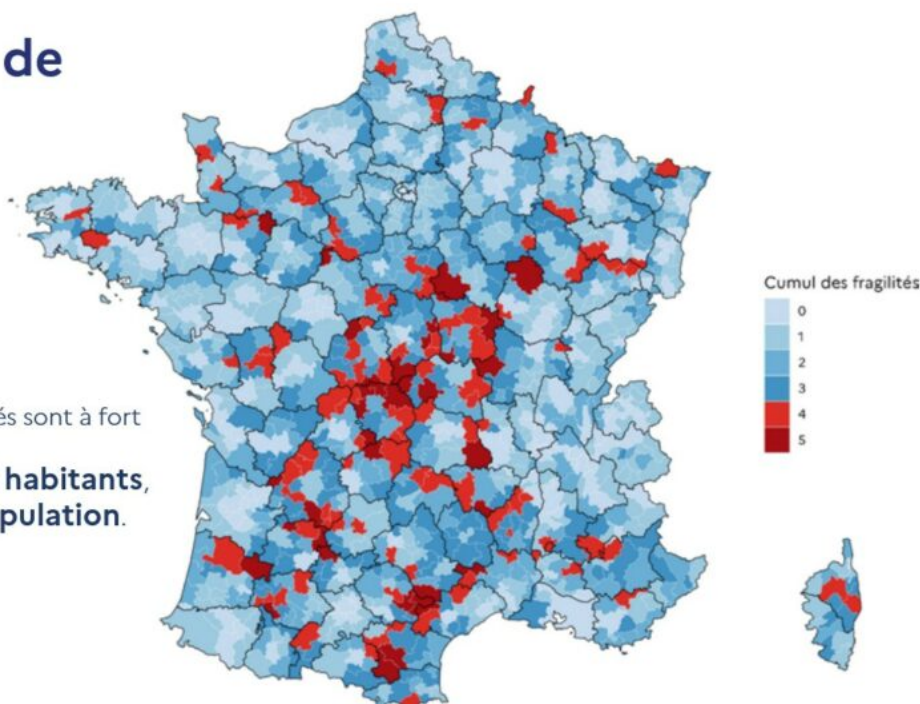 de
és sont à fort
habitants,
pulation.
Cumul des fragilités
0
1
2
3
4
5